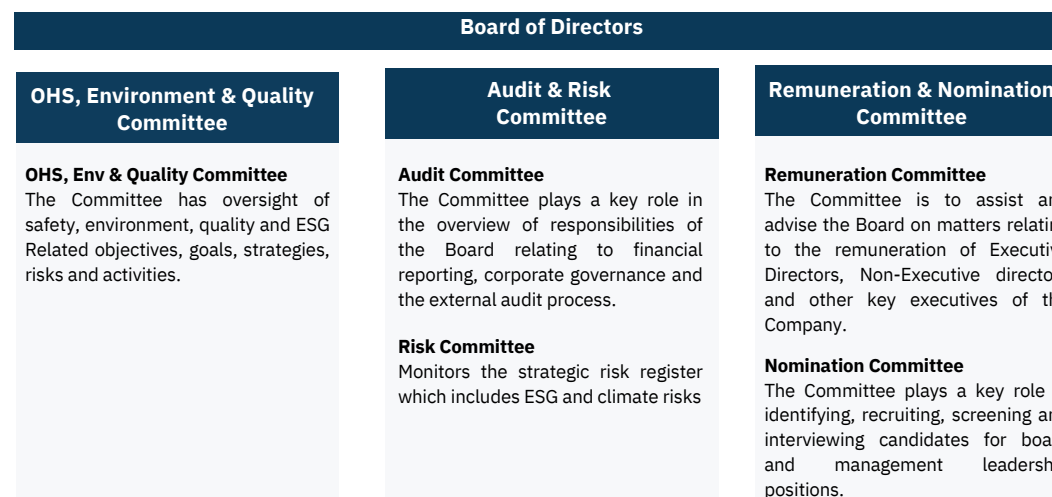 Board of Directors
OHS, Environment & Quality
Committee
OHS, Env & Quality Committee
The Committee has oversight of
safety, environment, quality and ESG
Related objectives, goals, strategies,
risks and activities.
Audit & Risk
Committee
Audit Committee
The Committee plays a key role in
the overview of responsibilities of
the Board relating to financial
reporting, corporate governance and
the external audit process.
Risk Committee
Monitors the strategic risk register
which includes ESG and climate risks
Remuneration & Nomination
Committee
Remuneration Committee
The Committee is to assist
advise the Board on matters
to the remuneration of
Directors, Non-Executive
and other key executives of
Company.
Nomination Committee
The Committee plays a key role
identifying, recruiting, screening
interviewing candidates for
and management
positions.